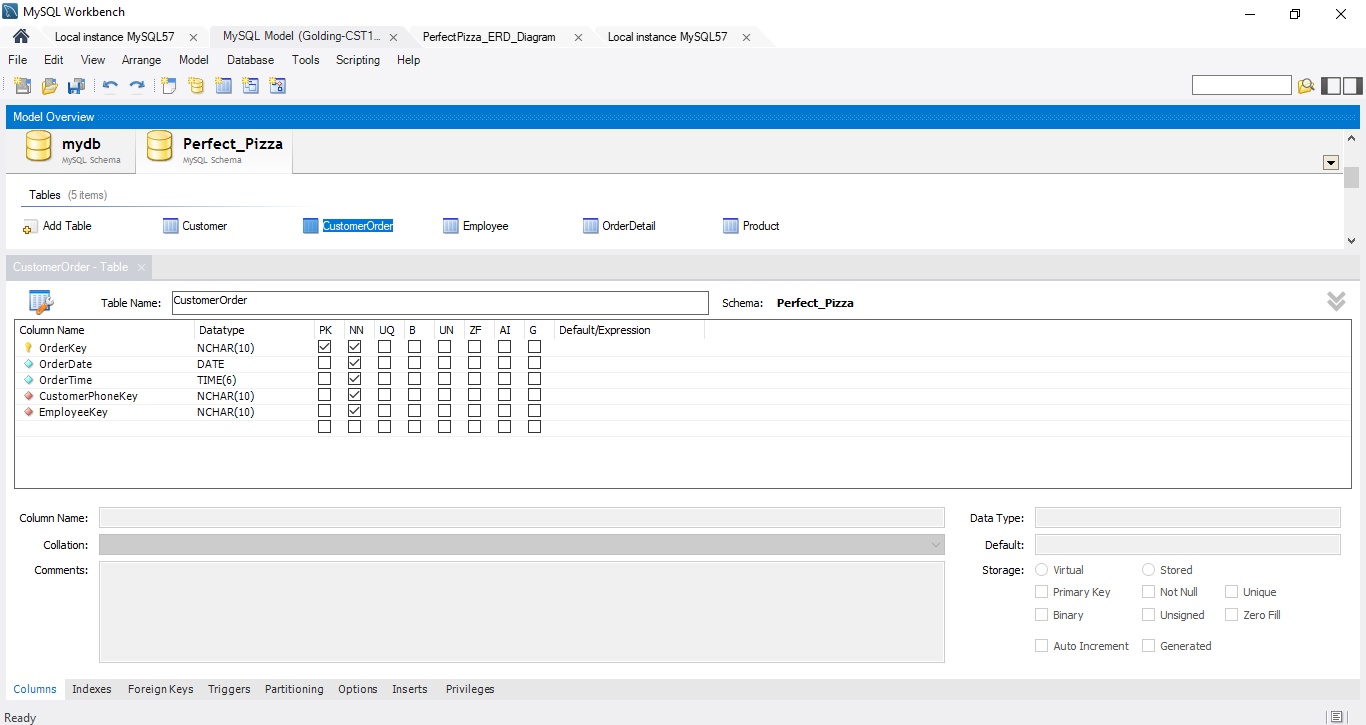 MySQL Workbench
Local instance MySQL57 MySQL Model (Golding-CST1... PerfectPizza_ERD_Diagram Local instance MySQL57
File Edit View Arrange Model Database Tools Scripting Help
Model Overview
mydb
MySQL Schema
Perfect_Pizza
MySQL Schema
Tables (5 items)
Add Table Customer CustomerOrder Employee OrderDetail Product
CustomerOrder - Table
Table Name: CustomerOrder Schema: Perfect_Pizza
Column Name Datatype PK NN UQ B UN ZF AI G Default/Expression
OrderKey NCHAR(10)
OrderDate DATE
OrderTime TIME(6)
CustomerPhoneKey NCHAR(10)
EmployeeKey NCHAR(10)
Column Name: Data Type:
Collation: Default:
Comments: Storage: Virtual Stored
Primary Key Not Null Unique
Binary Unsigned Zero Fill
Auto Increment Generated
Columns Indexes Foreign Keys Triggers Partitioning Options Inserts Privileges
Ready